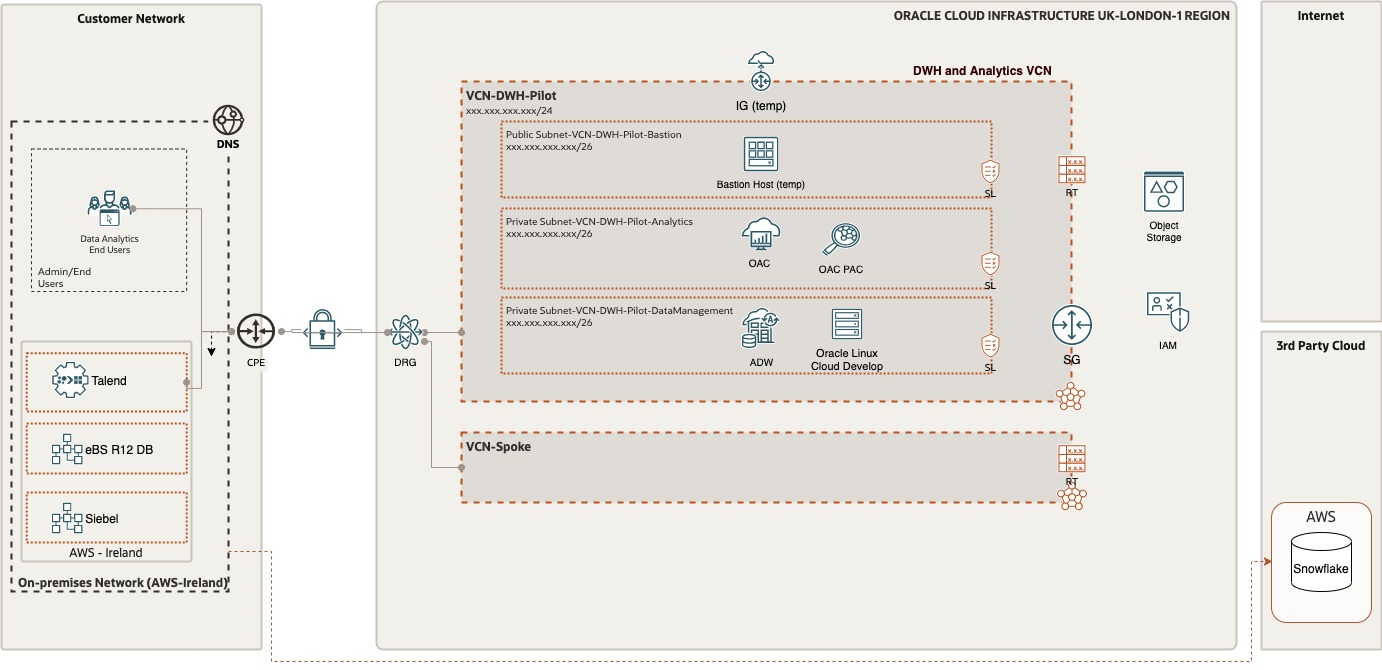 Customer Network
DNS
Data Analytics
End Users
Admin/End
Users
Talend
eBS R12 DB
Siebel
AWS - Ireland
On-premises Network (AWS-Ireland)
CPE
DRG
ORACLE CLOUD INFRASTRUCTURE UK-LONDON-1 REGION
DWH and Analytics VCN
IG (temp)
VCN-DWH-Pilot
xxx.xxx.xxx.xxx/24
Public Subnet-VCN-DWH-Pilot-Bastion
xxx.xxx.xxx.xxx/26
Bastion Host (temp)
SL
Private Subnet-VCN-DWH-Pilot-Analytics
xxx.xxx.xxx.xxx/26
OAC
OAC PAC
SL
Private Subnet-VCN-DWH-Pilot-DataManagement
xxx.xxx.xxx.xxx/26
ADW
Oracle Linux
Cloud Develop
SL
RT
SG
VCN-Spoke
RT
Object
Storage
IAM
Internet
3rd Party Cloud
AWS
Snowflake